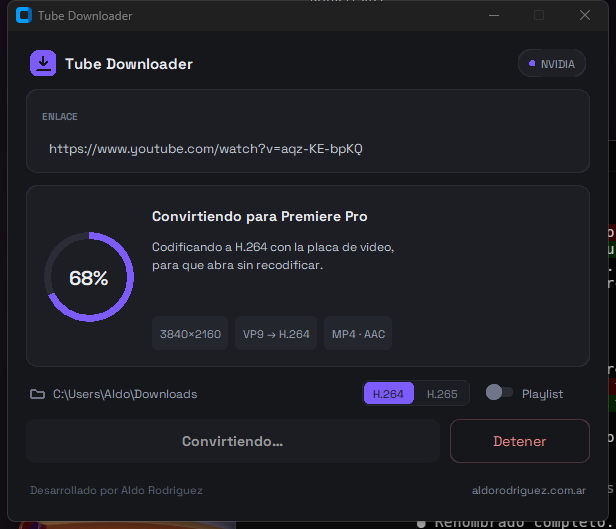 Tube Downloader
Tube Downloader
NVIDIA
ENLACE
https://www.youtube.com/watch?v=aqz-KE-bpKQ
Convirtiendo para Premiere Pro
Codificando a H.264 con la placa de video,
para que abra sin recodificar.
68%
3840×2160 VP9 → H.264 MP4 · AAC
C:\Users\Aldo\Downloads H.264 H.265 Playlist
Convirtiendo... Detener
Desarrollado por Aldo Rodriguez aldorodriguez.com.ar
● Renombrado completo.